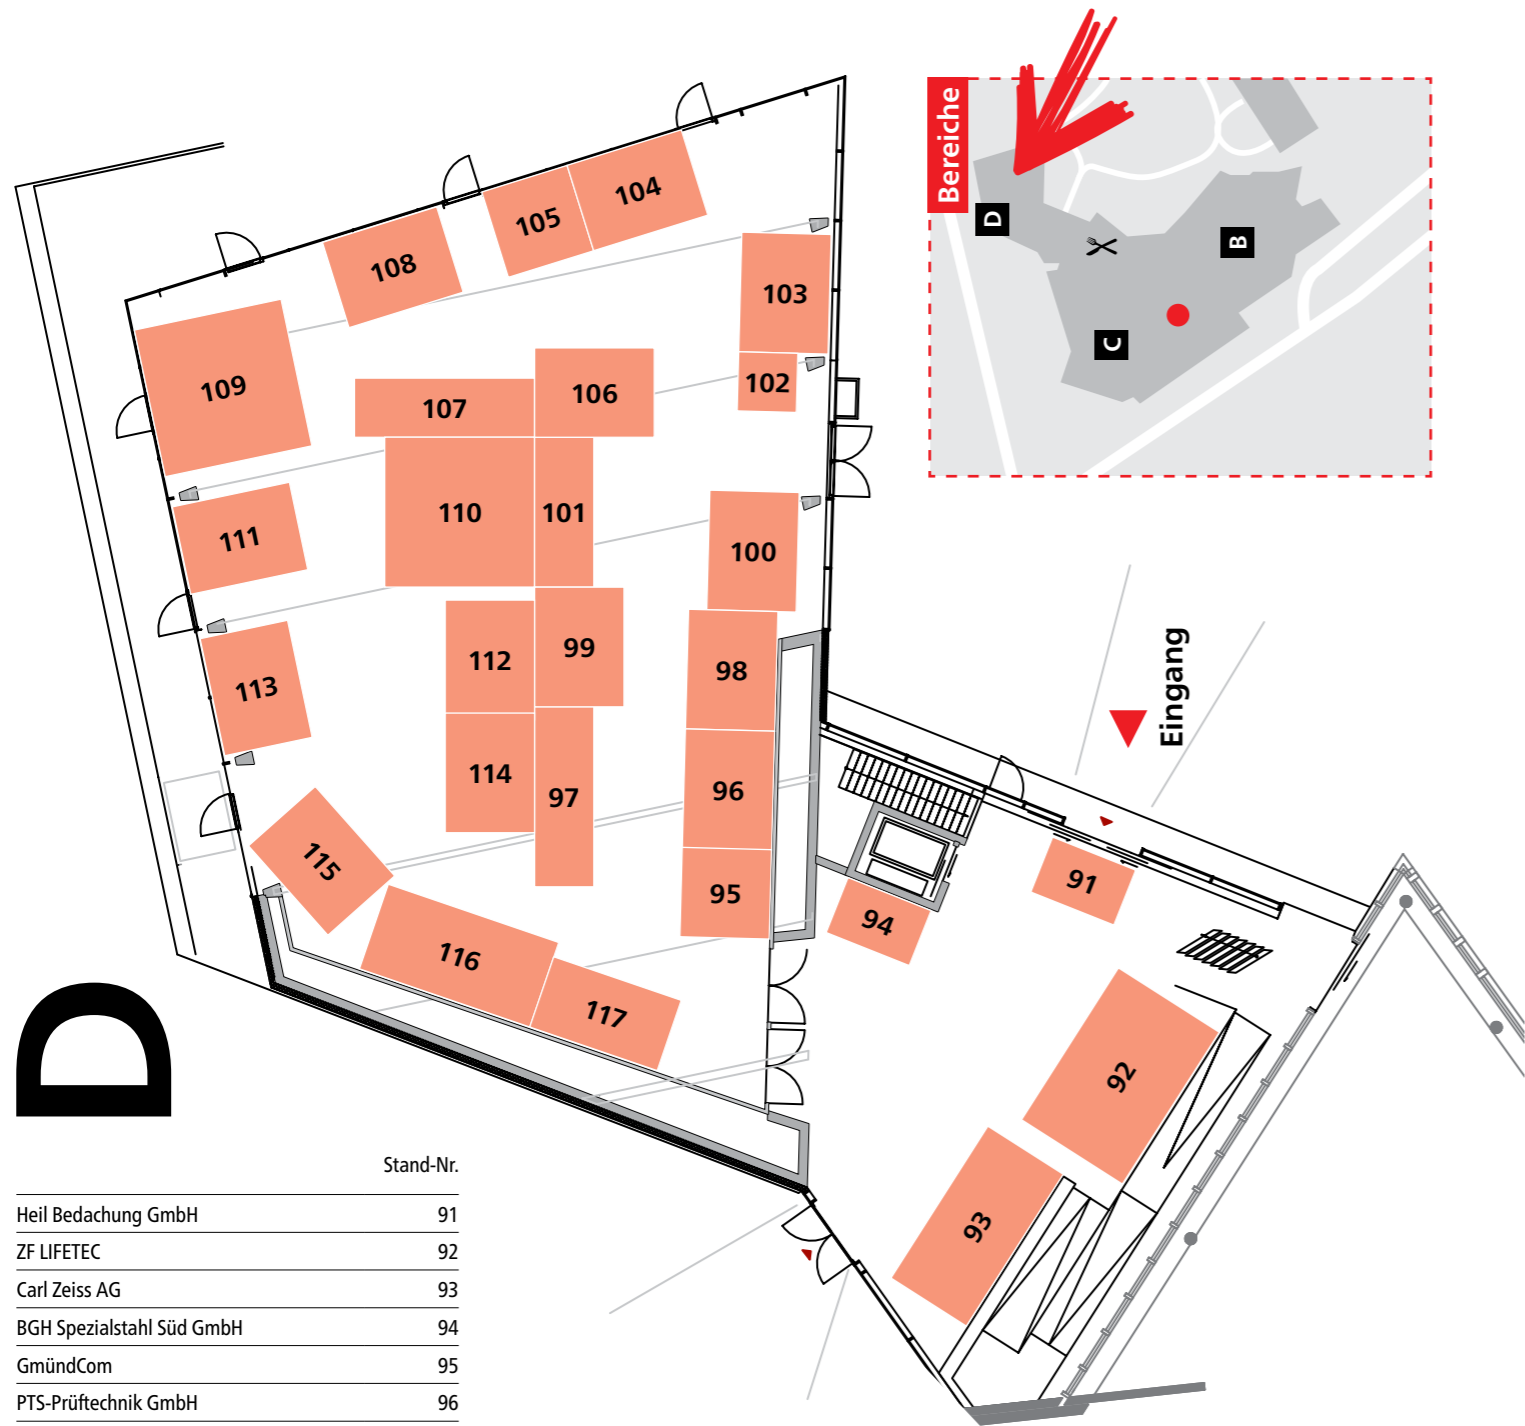 Bereiche
D
B
C
104
105
108
103
109
102
106
107
110
101
111
100
99
112
98
113
114
97
96
115
95
116
117
Eingang
91
94
92
93
D
Stand-Nr.
Heil Bedachung GmbH 91
ZF LIFETEC 92
Carl Zeiss AG 93
BGH Spezialstahl Süd GmbH 94
GmündCom 95
PTS-Prüftechnik GmbH 96